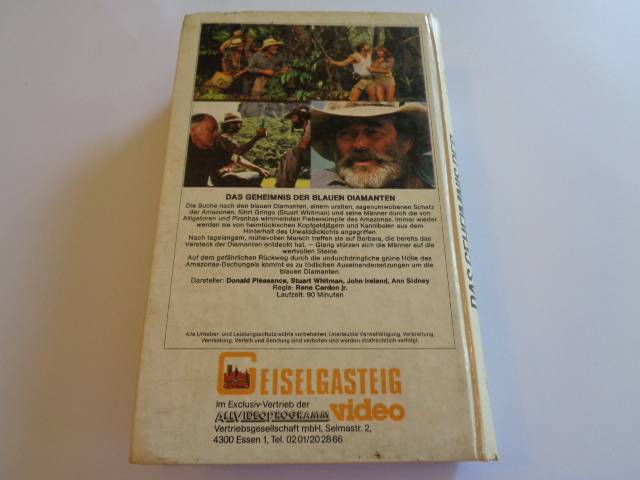 DAS GEHEIMNIS DER BLAUEN DIAMANTEN
Die Suche nach den blauen Diamanten, einem uralten, sagenumwobenen Schatz
der Amazonen, führt Gringo (Stuart Whitman) und seine Männer durch die von
Alligatoren und Piranhas wimmelnden Fiebersümpfe des Amazonas. Immer wieder
werden sie von heimtückischen Kopfgeldjägern und Kannibalen aus dem
Hinterhalt des Urwalddickichts angegriffen.
Nach tagelangem, mühevollem Marsch treffen sie auf Barbara, die bereits das
Versteck der Diamanten entdeckt hat. – Gierig stürzen sich die Männer auf die
wertvollen Steine.
Auf dem gefährlichen Rückweg durch die undurchdringliche grüne Hölle des
Amazonas-Dschungels kommt es zu tödlichen Auseinandersetzungen um die
blauen Diamanten.
Darsteller: Donald Pleasance, Stuart Whitman, John Ireland, Ann Sidney
Regie: Rene Cardon jr.
Laufzeit: 90 Minuten
Alle Urheber- und Leistungsschutzrechte vorbehalten. Unerlaubte Vervielfältigung, Verbreitung,
Vermietung, Verleih und Sendung sind verboten und werden strafrechtlich verfolgt.
GEISELGASTEIG
video
Im Exclusiv-Vertrieb der
ALLVIDEOPROGRAMM
Vertriebsgesellschaft mbH, Selmastr. 2,
4300 Essen 1, Tel. 02 01/20 28 66
DAS GEHEIMNIS DER